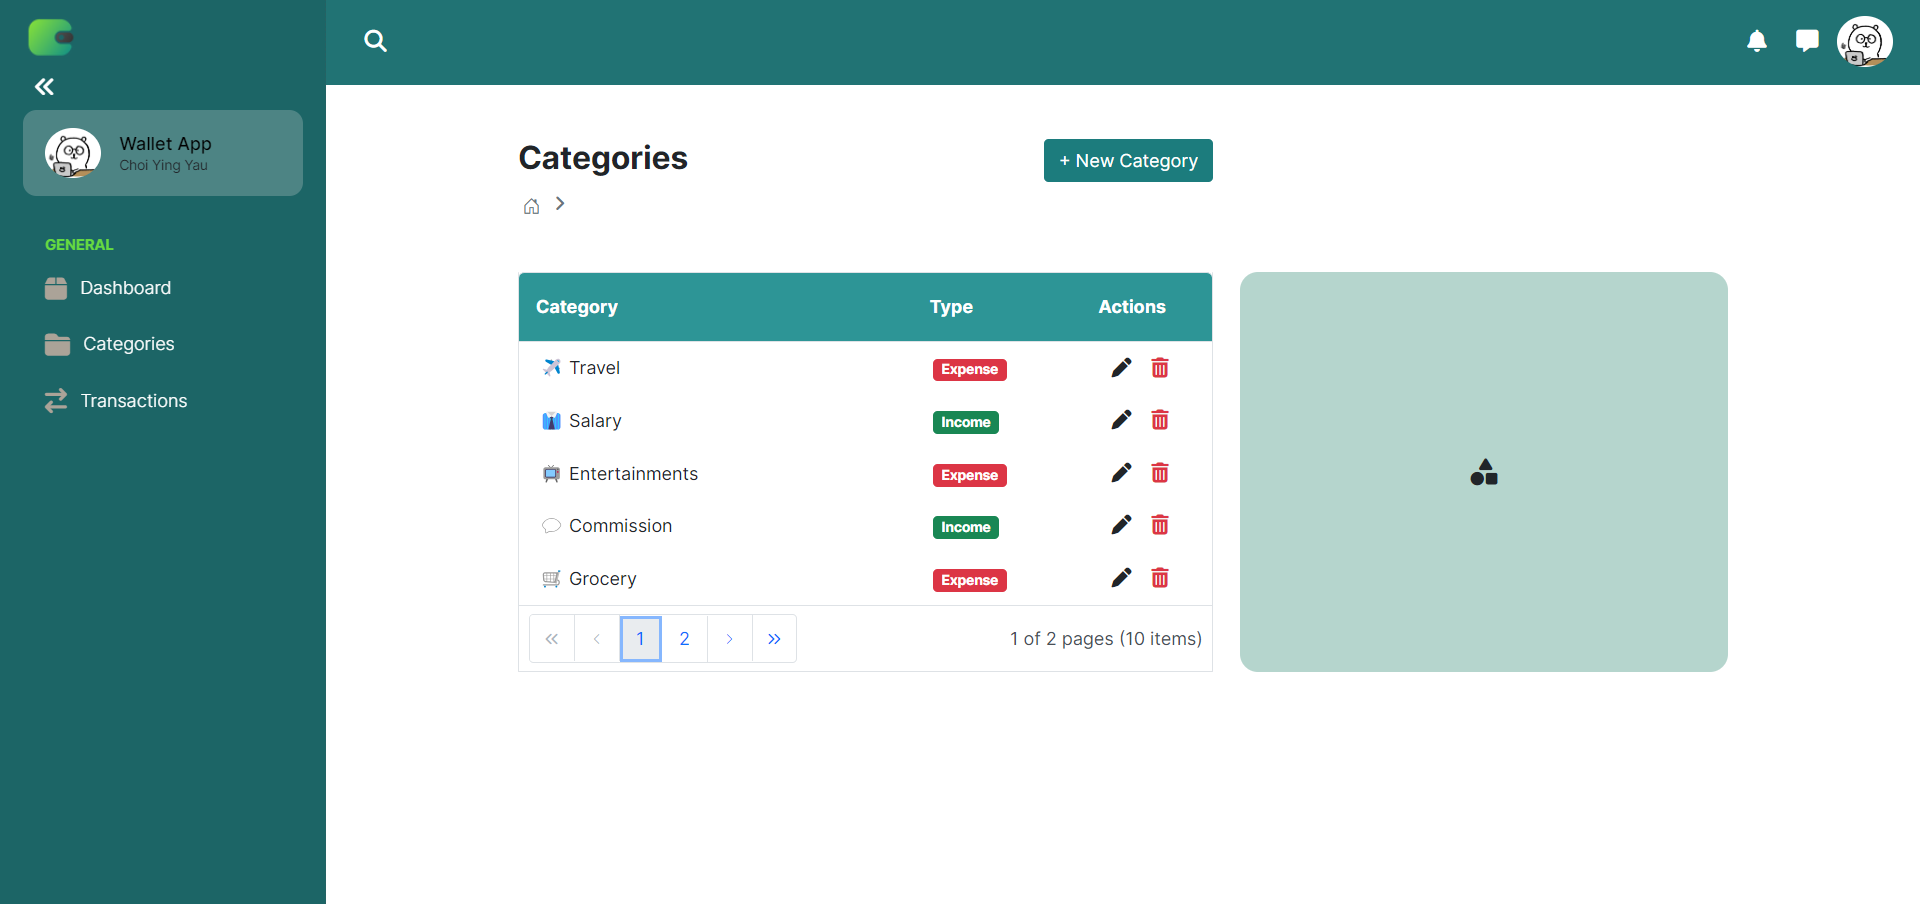 Wallet App
Choi Ying Yau
GENERAL
Dashboard
Categories
Transactions
Categories
+ New Category
Category Type Actions
Travel Expense
Salary Income
Entertainments Expense
Commission Income
Grocery Expense
« ‹ 1 2 › » 1 of 2 pages (10 items)